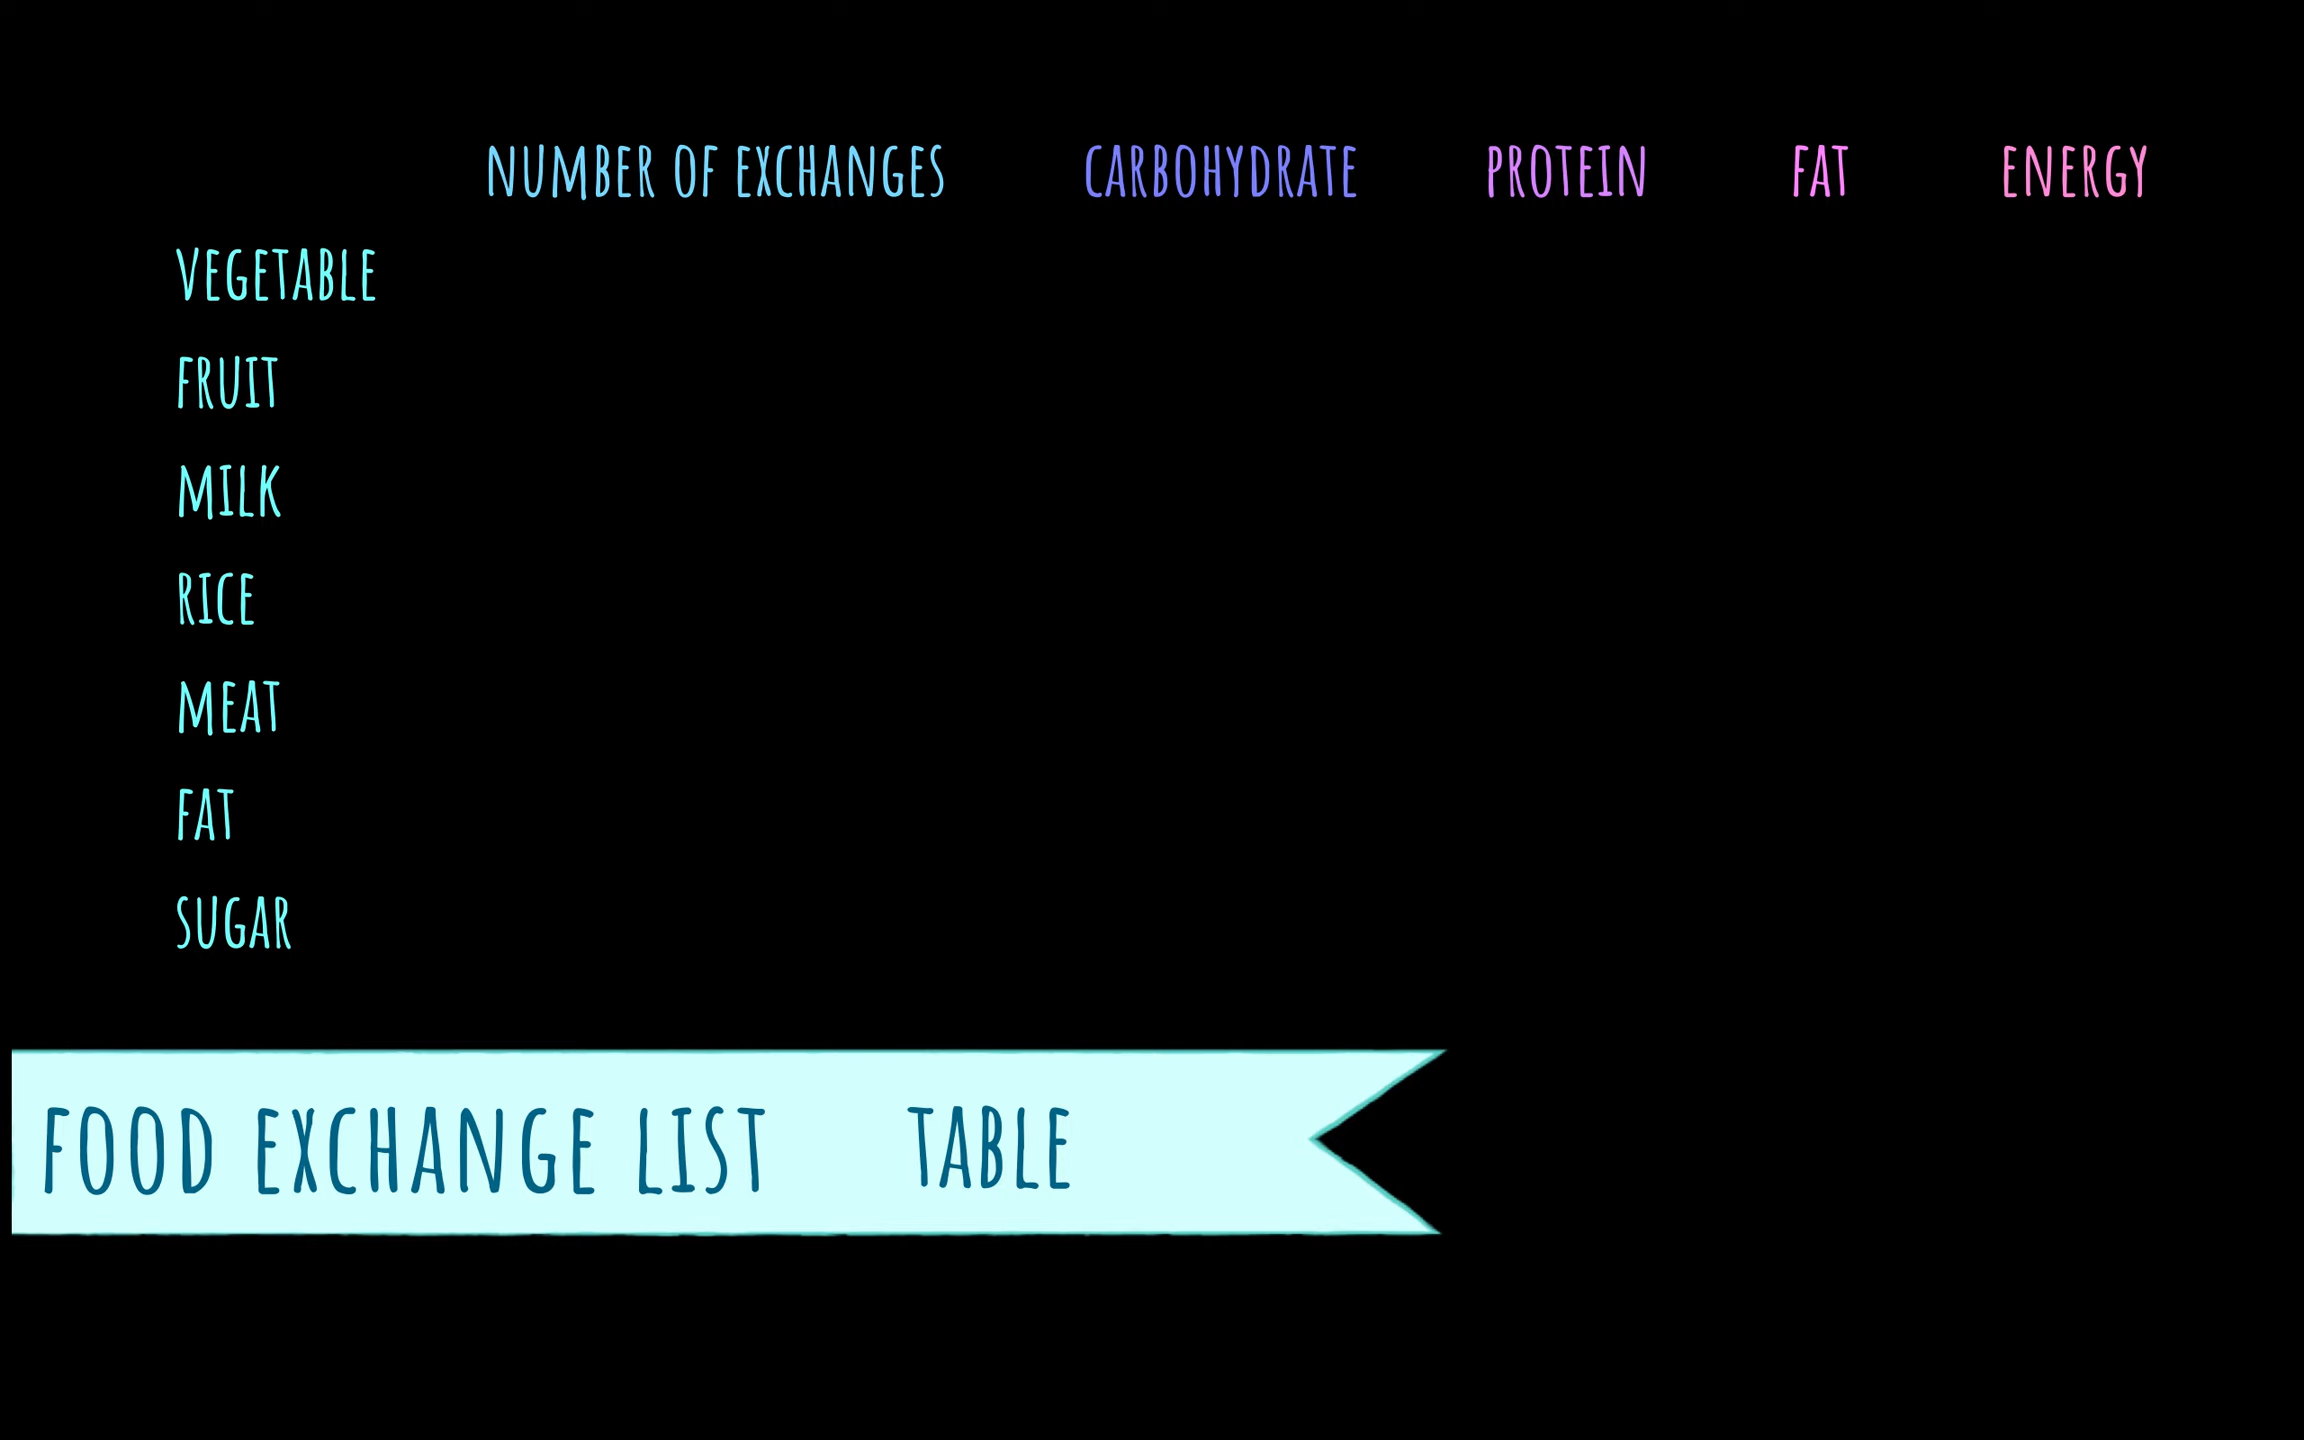 NUMBER OF EXCHANGES CARBOHYDRATE PROTEIN FAT ENERGY
VEGETABLE
FRUIT
MILK
RICE
MEAT
FAT
SUGAR
FOOD EXCHANGE LIST TABLE